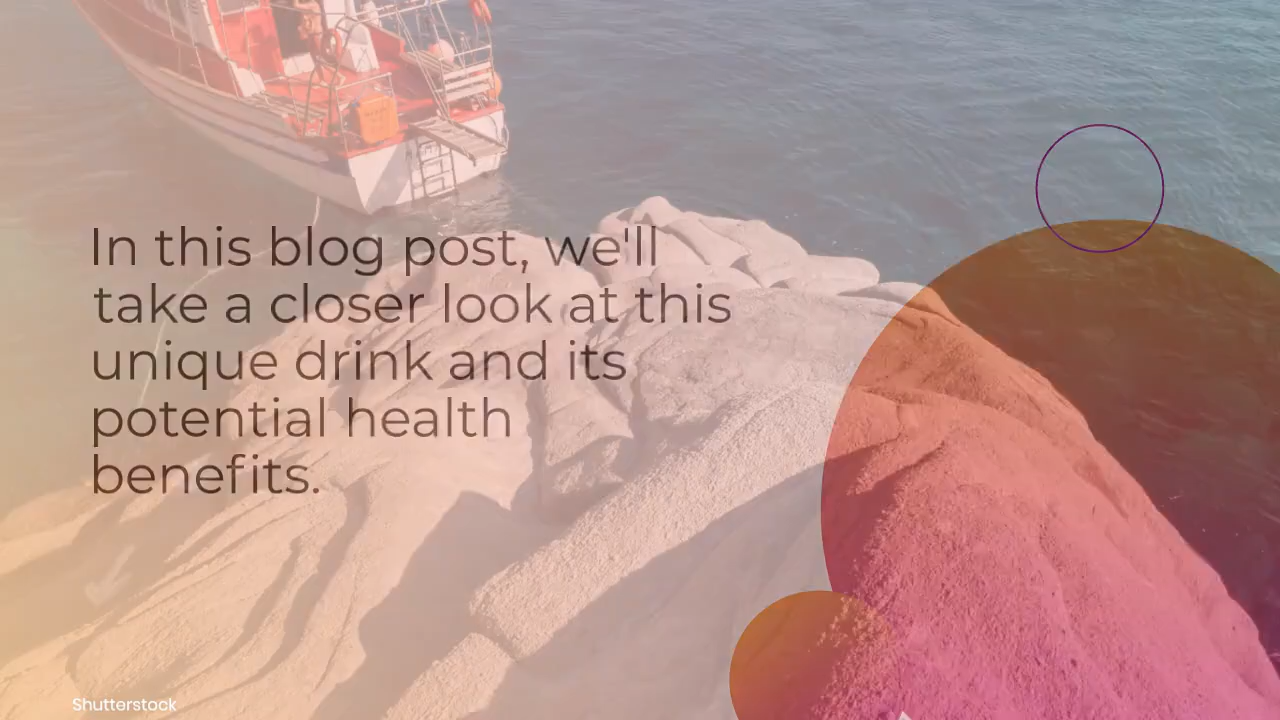 In this blog post, we'll
take a closer look at this
unique drink and its
potential health
benefits.
Shutterstock